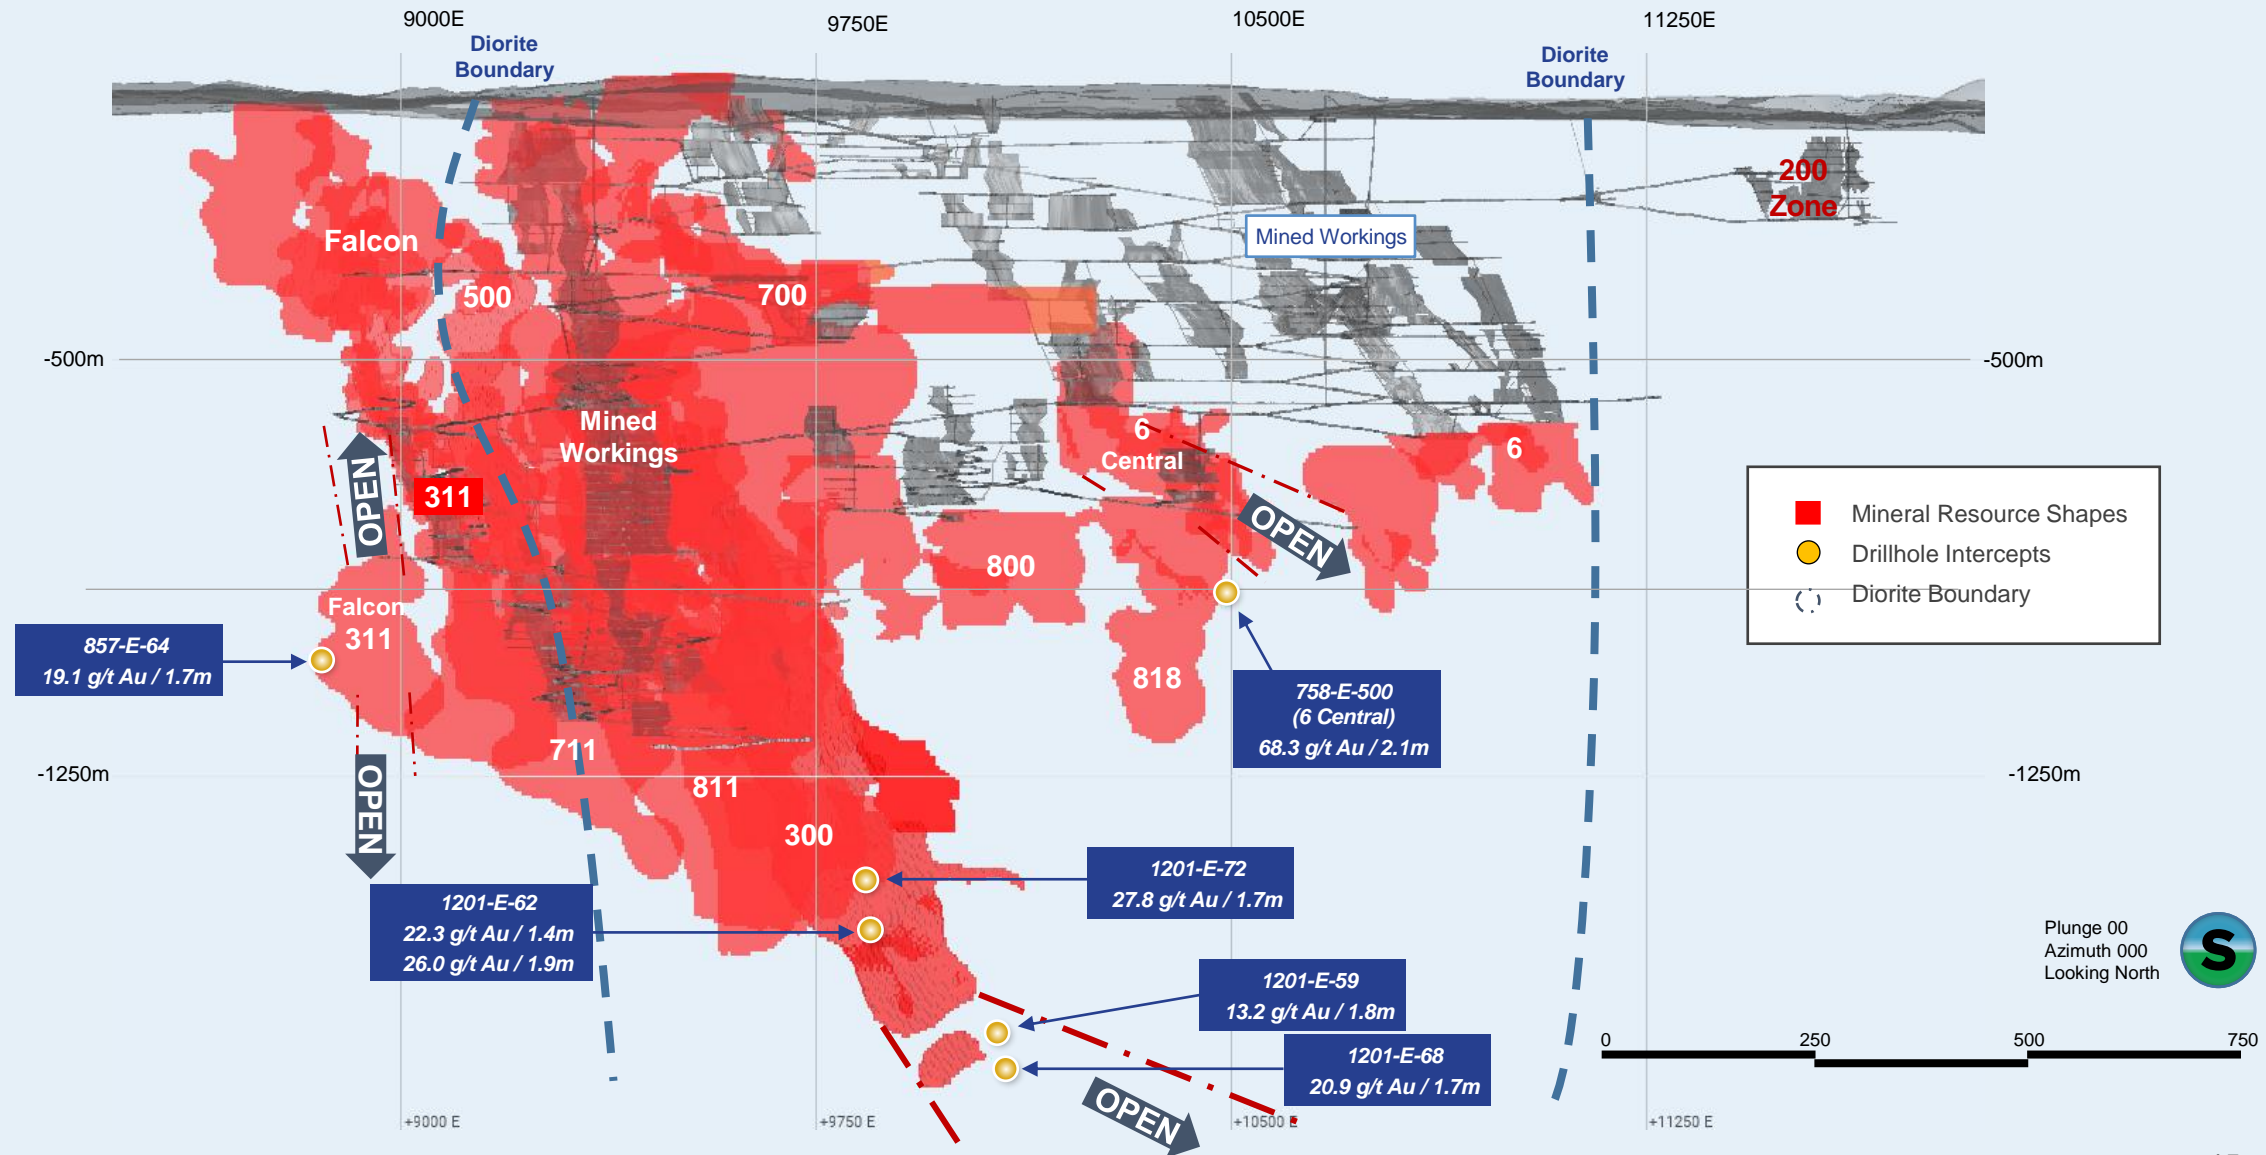 9000E
9750E
10500E
11250E
Diorite
Boundary
Diorite
Boundary
200
Zone
Falcon
Mined Workings
500
700
-500m
-500m
Mined
Workings
6
Central
6
OPEN
311
OPEN
Mineral Resource Shapes
Drillhole Intercepts
Diorite Boundary
800
Falcon
311
857-E-64
19.1 g/t Au / 1.7m
818
758-E-500
(6 Central)
68.3 g/t Au / 2.1m
711
-1250m
-1250m
811
OPEN
300
1201-E-72
27.8 g/t Au / 1.7m
1201-E-62
22.3 g/t Au / 1.4m
26.0 g/t Au / 1.9m
Plunge 00
Azimuth 000
Looking North
S
1201-E-59
13.2 g/t Au / 1.8m
0
250
500
750
1201-E-68
20.9 g/t Au / 1.7m
OPEN
+9000 E
+9750 E
+10500 E
+11250 E